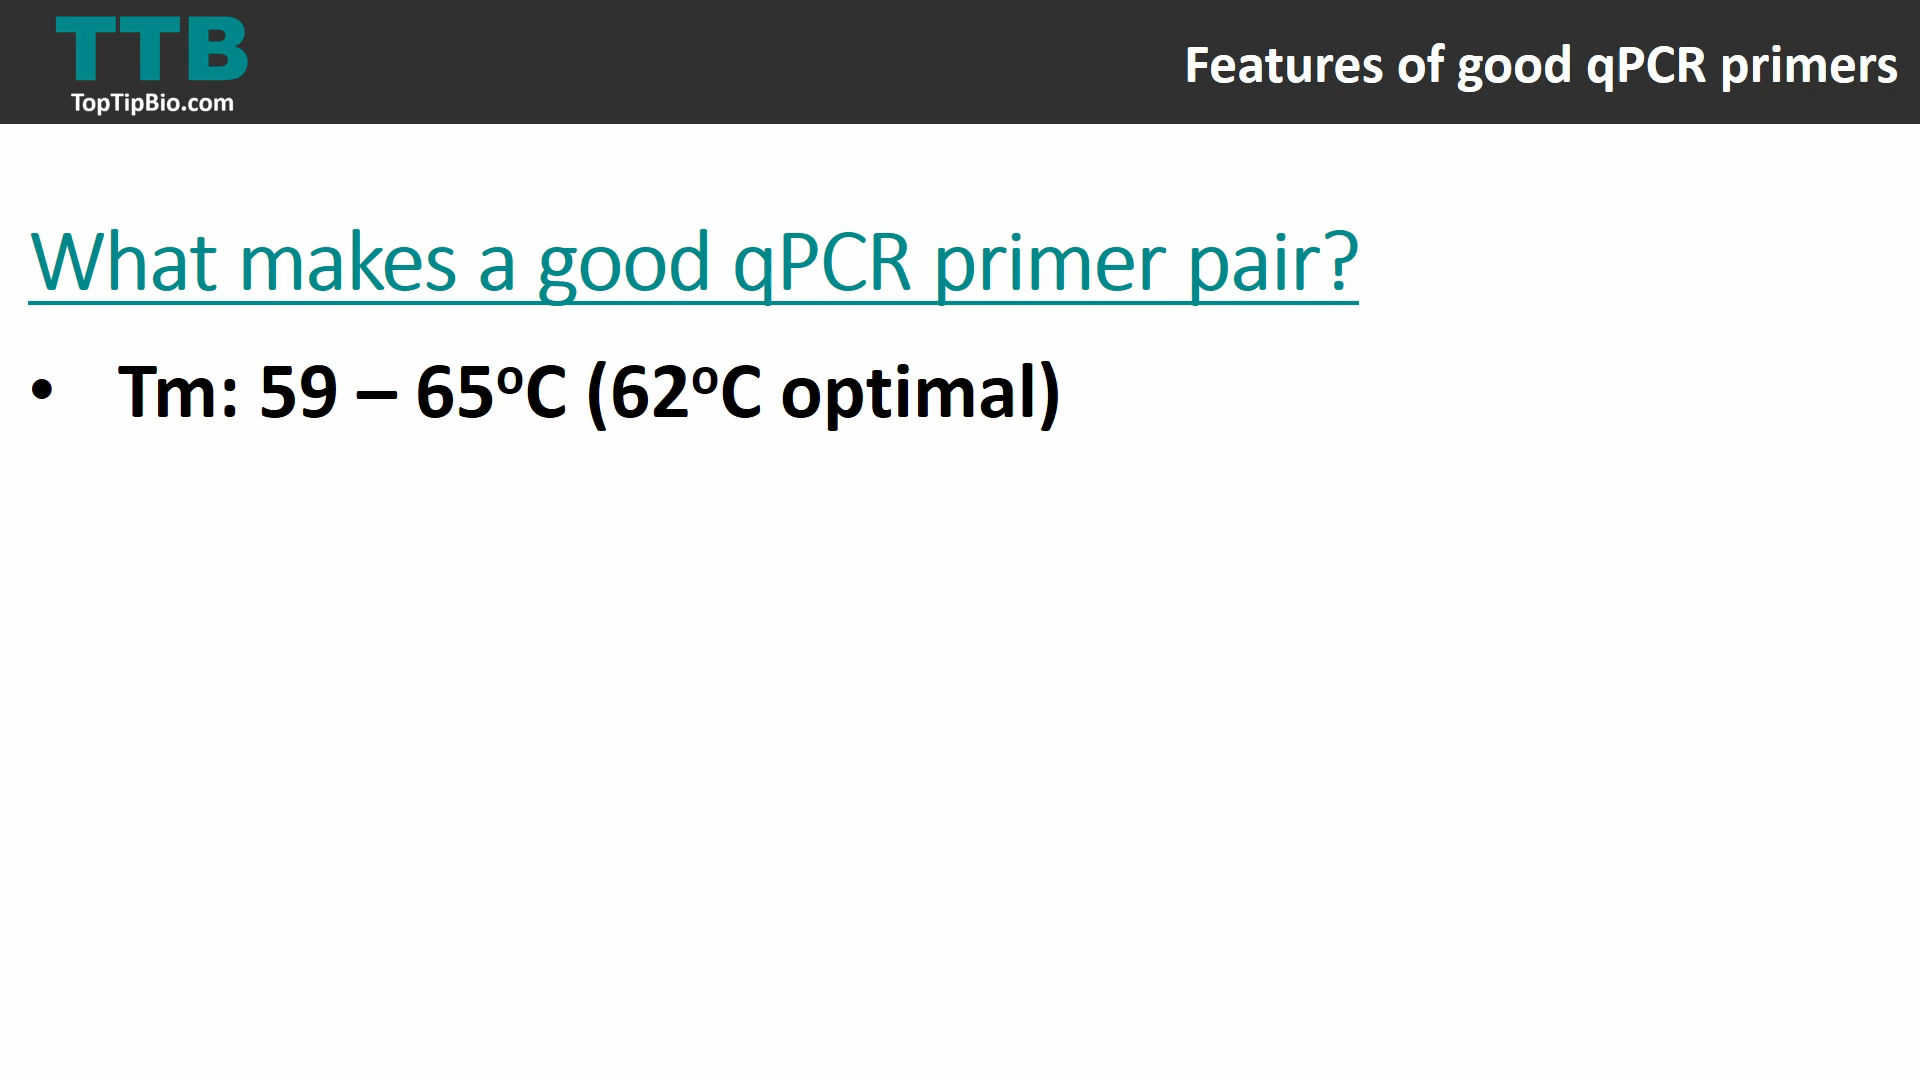 TTB
TopTipBio.com
Features of good qPCR primers
What makes a good qPCR primer pair?
• Tm: 59 – 65ºC (62ºC optimal)